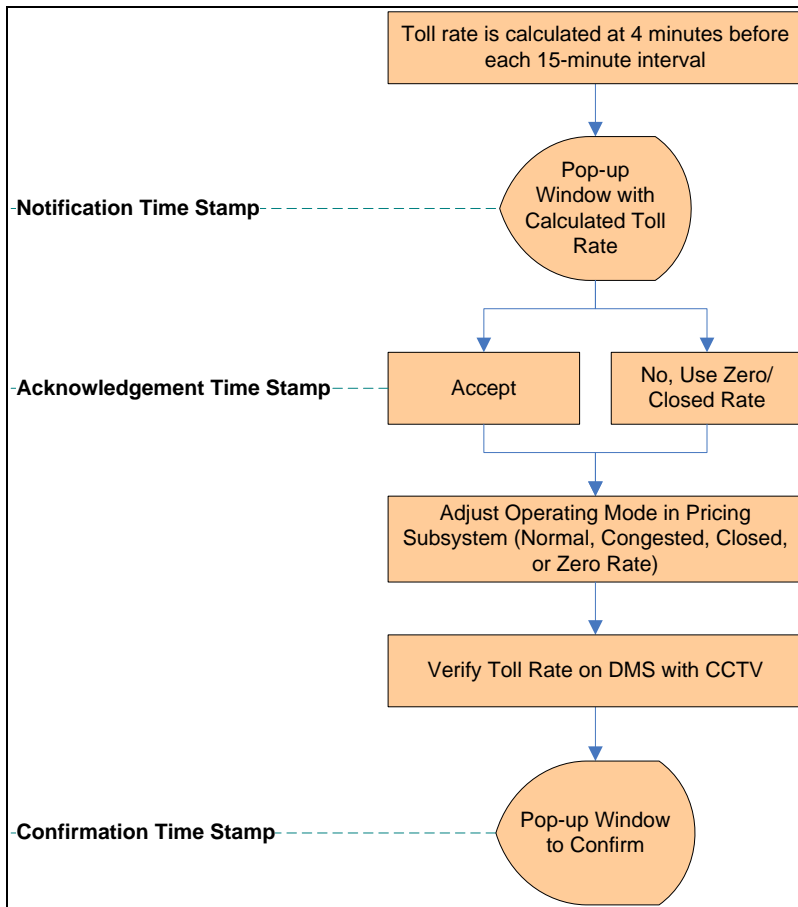 Toll rate is calculated at 4 minutes before
each 15-minute interval
Pop-up
Window with
Calculated Toll
Rate
Notification Time Stamp
Accept
No, Use Zero/
Closed Rate
Acknowledgement Time Stamp
Adjust Operating Mode in Pricing
Subsystem (Normal, Congested, Closed,
or Zero Rate)
Verify Toll Rate on DMS with CCTV
Pop-up Window
to Confirm
Confirmation Time Stamp